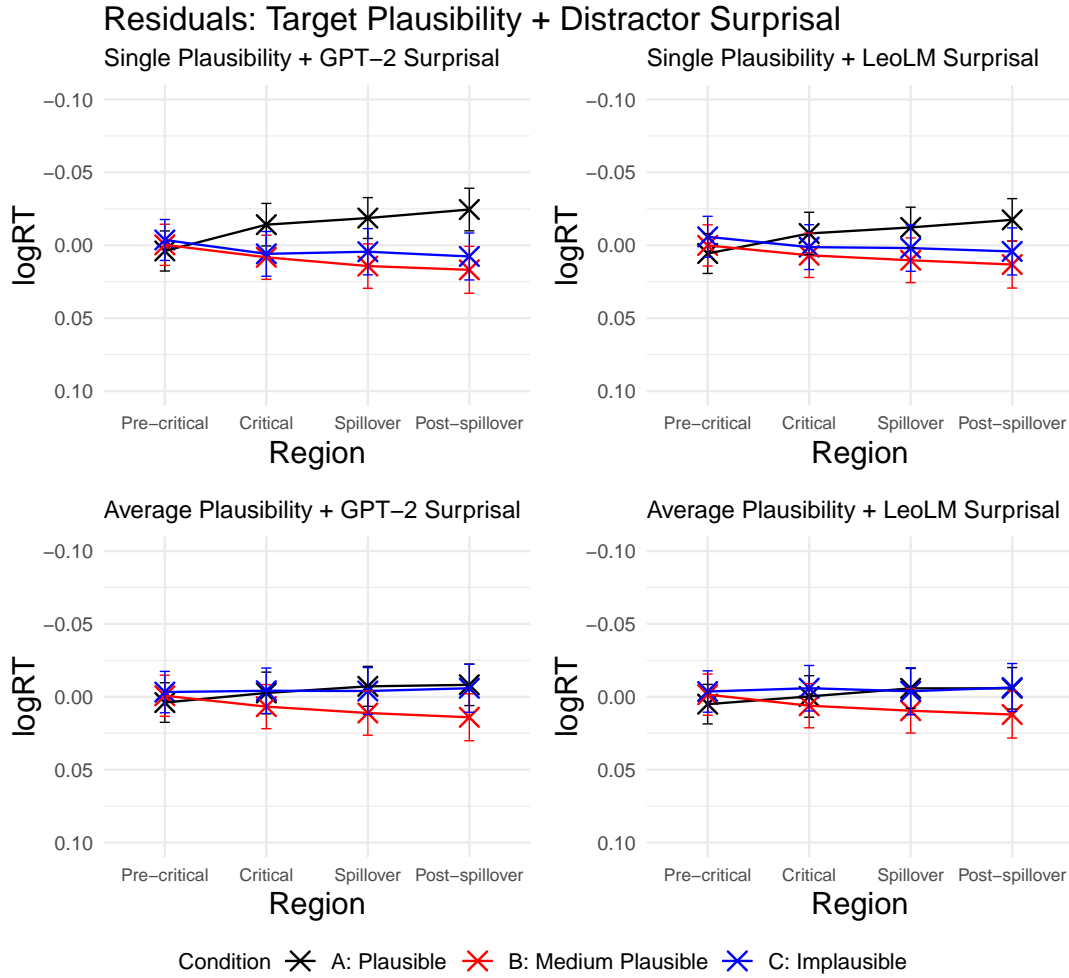 Residuals: Target Plausibility + Distractor Surprisal
Single Plausibility + GPT−2 Surprisal
−0.10
−0.05
0.00
0.05
0.10
logRT
Pre−critical Critical Spillover Post−spillover
Region
Single Plausibility + LeoLM Surprisal
−0.10
−0.05
0.00
0.05
0.10
logRT
Pre−critical Critical Spillover Post−spillover
Region
Average Plausibility + GPT−2 Surprisal
−0.10
−0.05
0.00
0.05
0.10
logRT
Pre−critical Critical Spillover Post−spillover
Region
Average Plausibility + LeoLM Surprisal
−0.10
−0.05
0.00
0.05
0.10
logRT
Pre−critical Critical Spillover Post−spillover
Region
Condition A: Plausible B: Medium Plausible C: Implausible